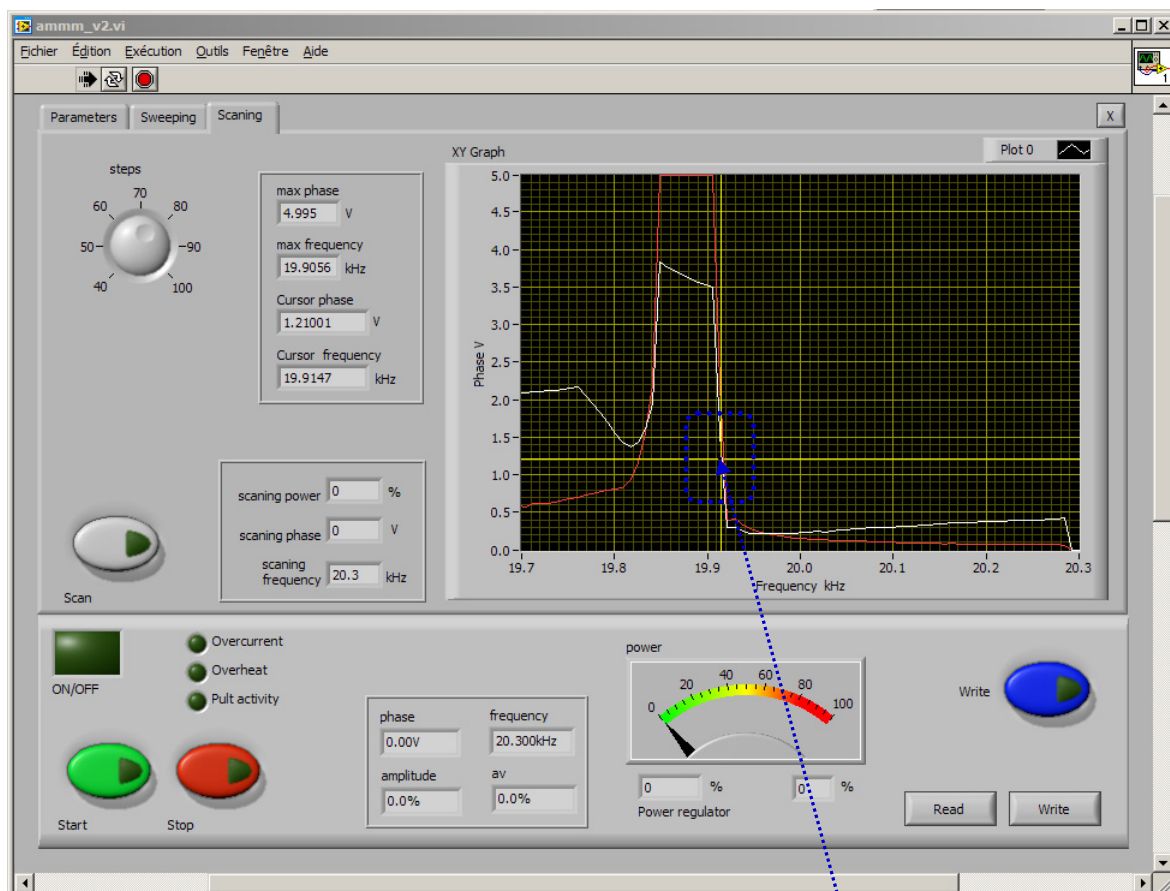 ammm_v2.vi
Fichier Édition Exécution Outils Fenêtre Aide
1
Parameters Sweeping Scaning
X
steps
40 50 60 70 80 90 100
max phase
4.995 V
max frequency
19.9056 kHz
Cursor phase
1.21001 V
Cursor frequency
19.9147 kHz
scaning power 0 %
scaning phase 0 V
scaning
frequency 20.3 kHz
Scan
XY Graph
Plot 0
Phase V
5.0
4.5
4.0
3.5
3.0
2.5
2.0
1.5
1.0
0.5
0.0
19.7 19.8 19.9 20.0 20.1 20.2 20.3
Frequency kHz
ON/OFF
Overcurrent
Overheat
Pult activity
Start
Stop
phase
0.00V
frequency
20.300kHz
amplitude
0.0%
av
0.0%
power
0 20 40 60 80 100
0 %
0 %
Power regulator
Write
Read
Write